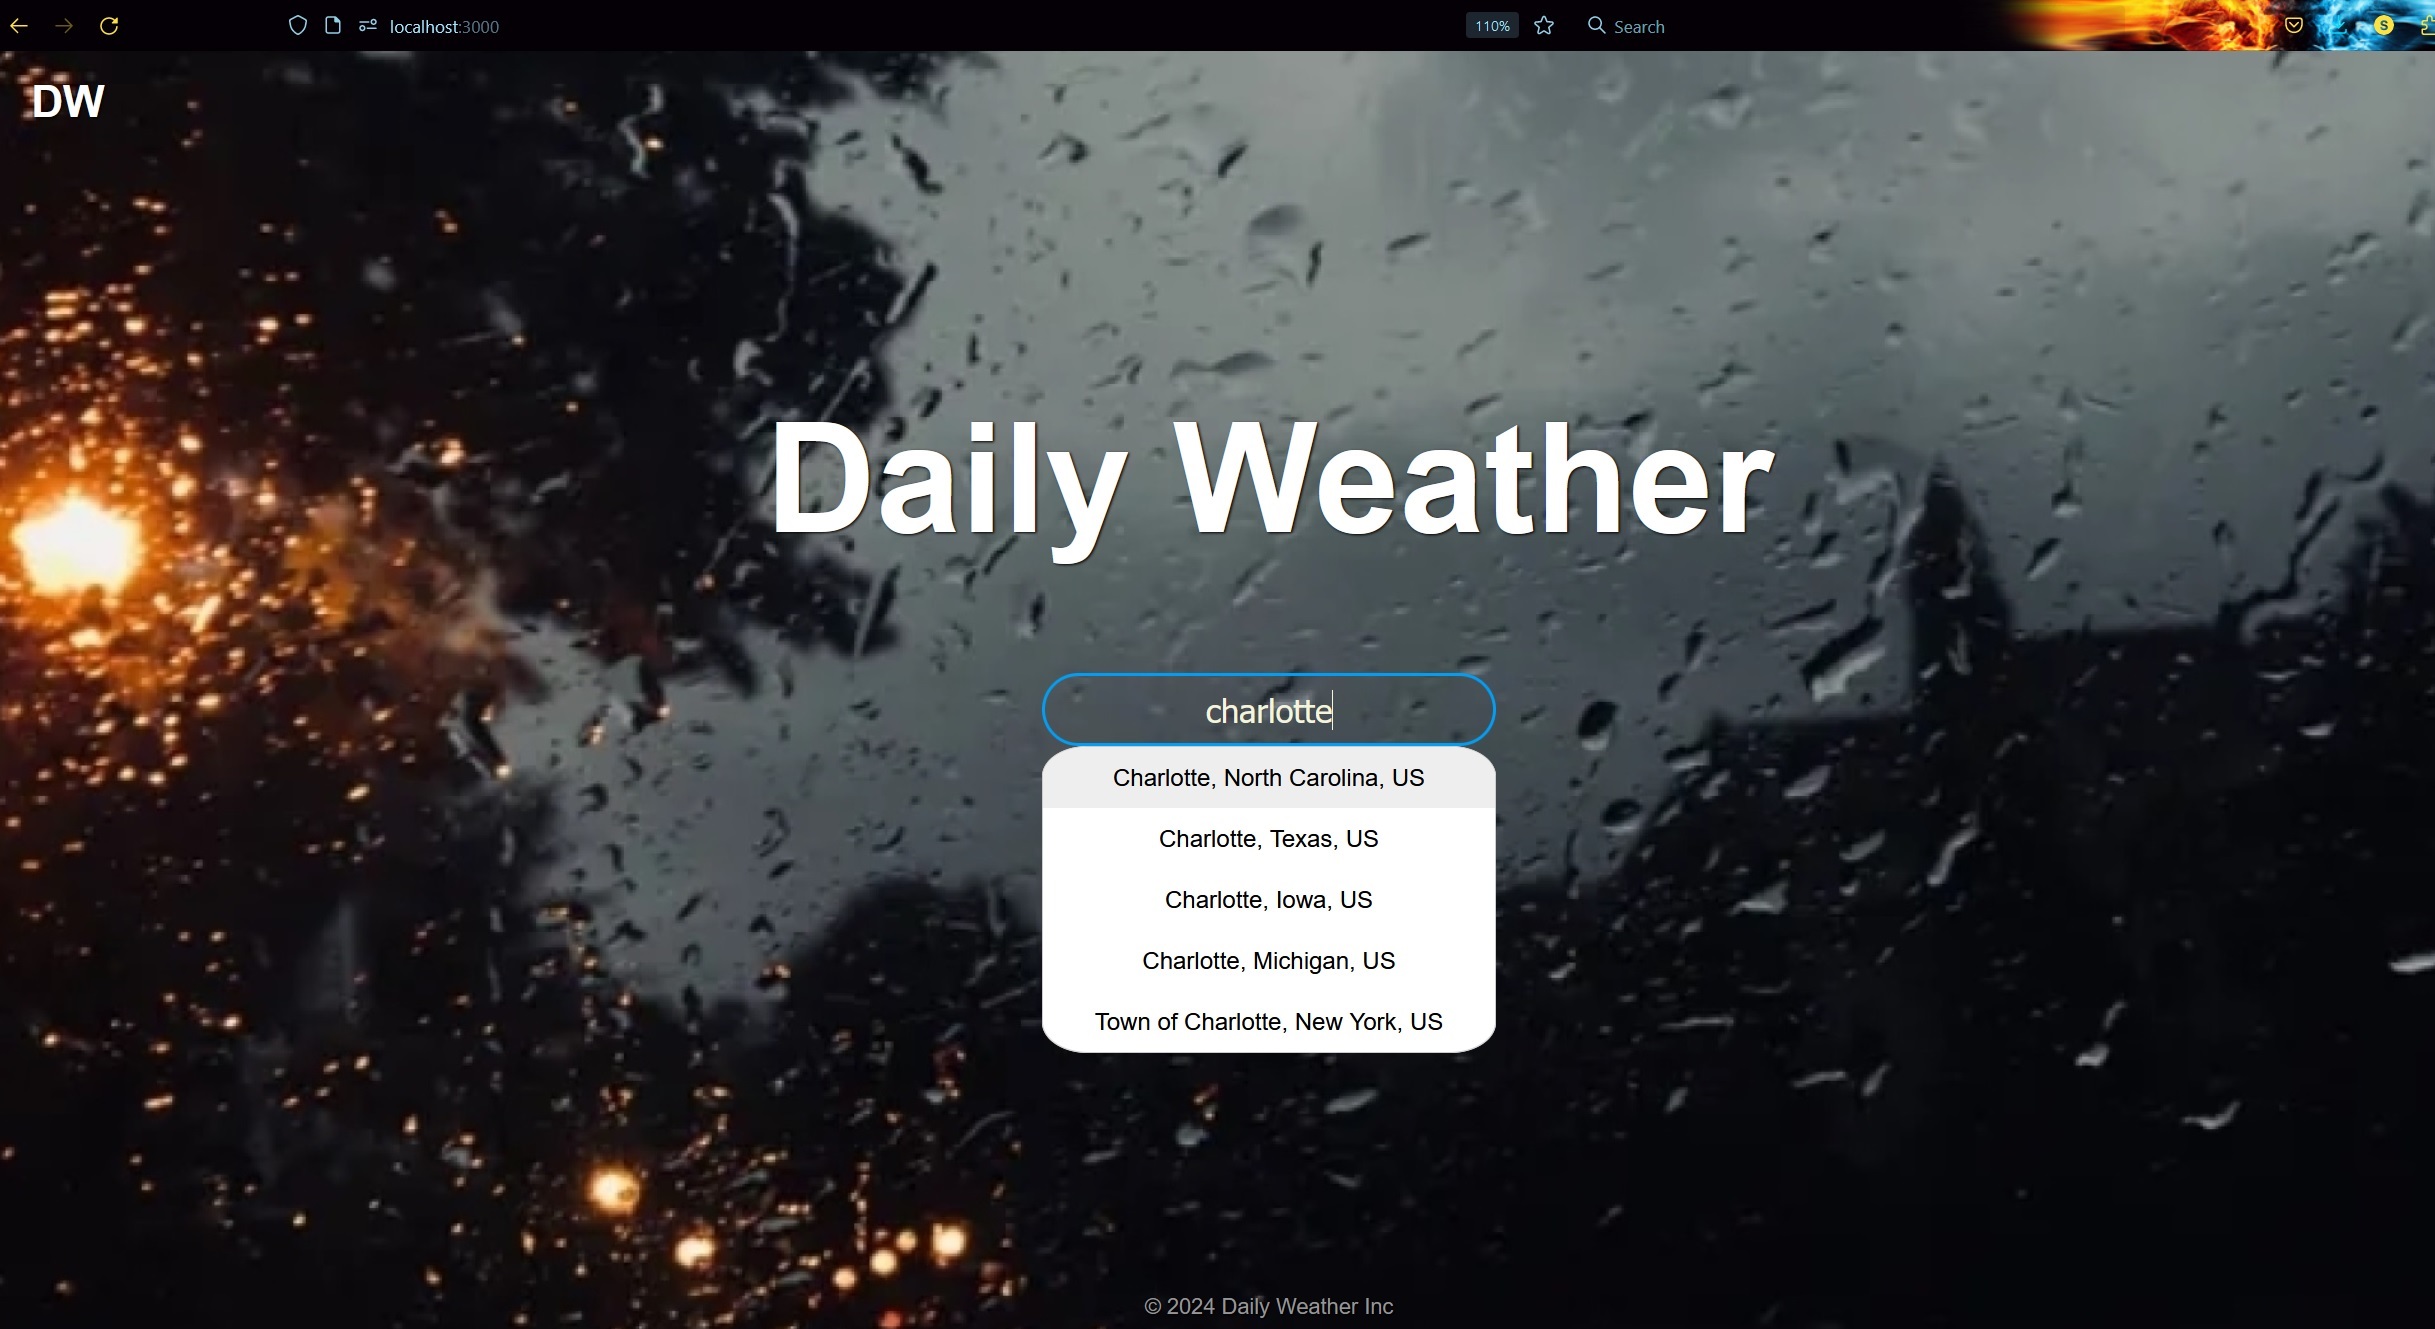 localhost:3000
110%
Search
S
DW
Daily Weather
charlotte
Charlotte, North Carolina, US
Charlotte, Texas, US
Charlotte, Iowa, US
Charlotte, Michigan, US
Town of Charlotte, New York, US
© 2024 Daily Weather Inc